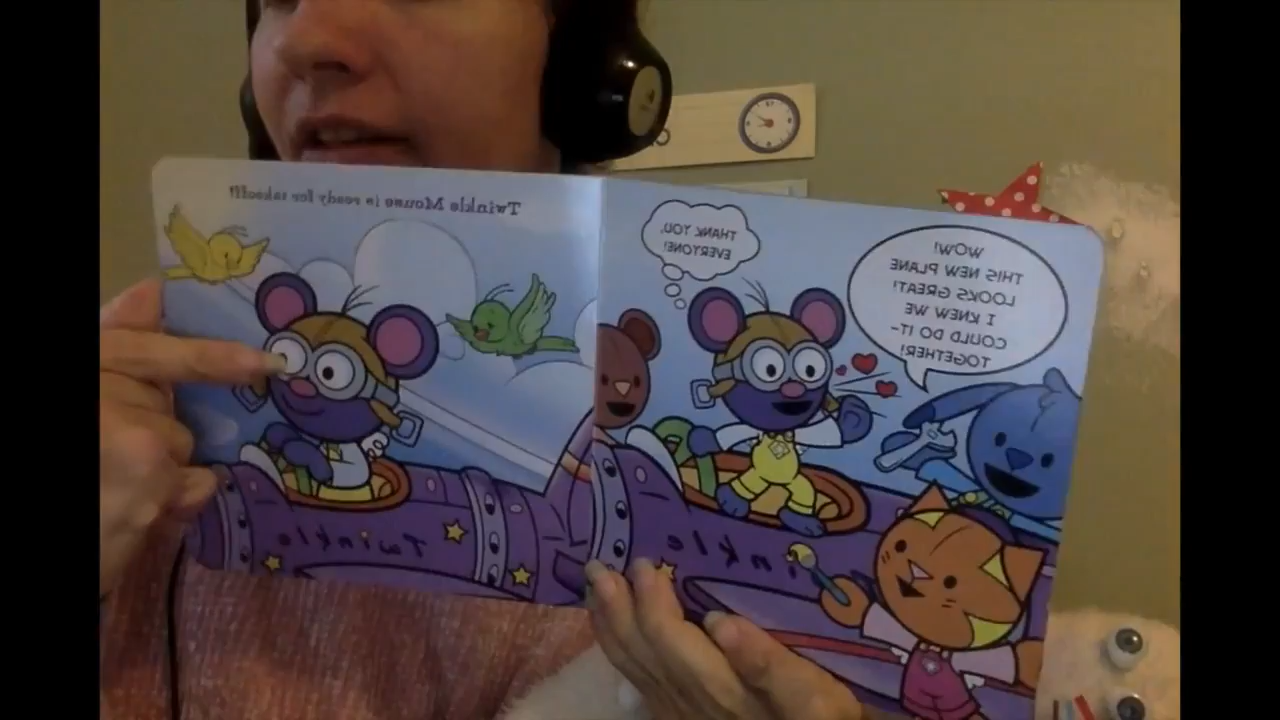 Twinkle Mouse is ready for takeoff!
THANK YOU,
EVERYONE!
WOW!
THIS NEW PLANE
LOOKS GREAT!
I KNEW WE
COULD DO IT–
TOGETHER!
Twinkle
inkle